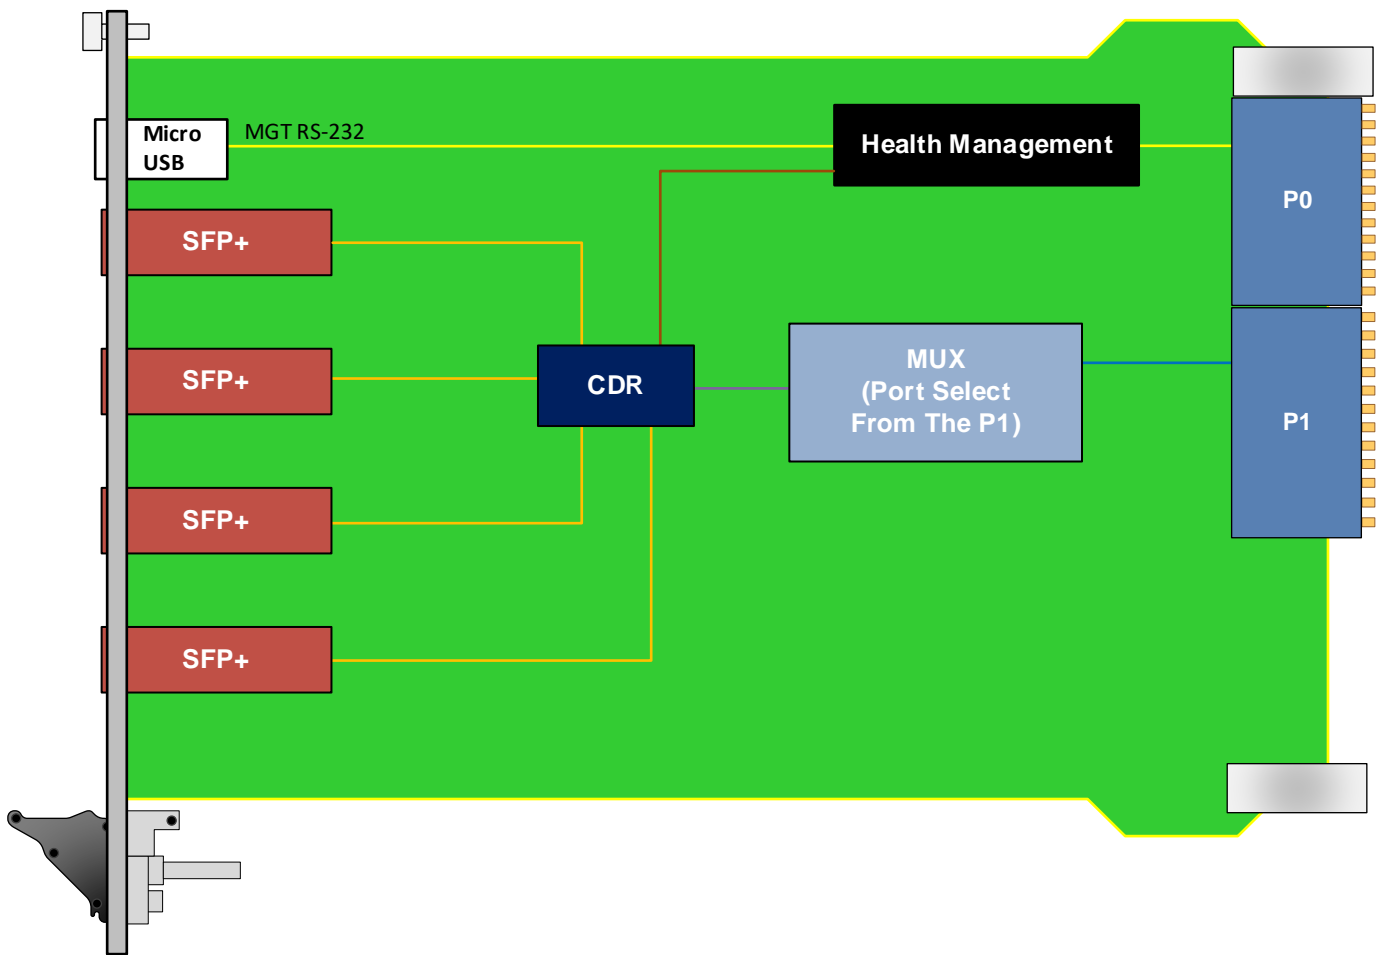 Micro
USB
MGT RS-232
Health Management
P0
SFP+
SFP+
CDR
MUX
(Port Select
From The P1)
P1
SFP+
SFP+